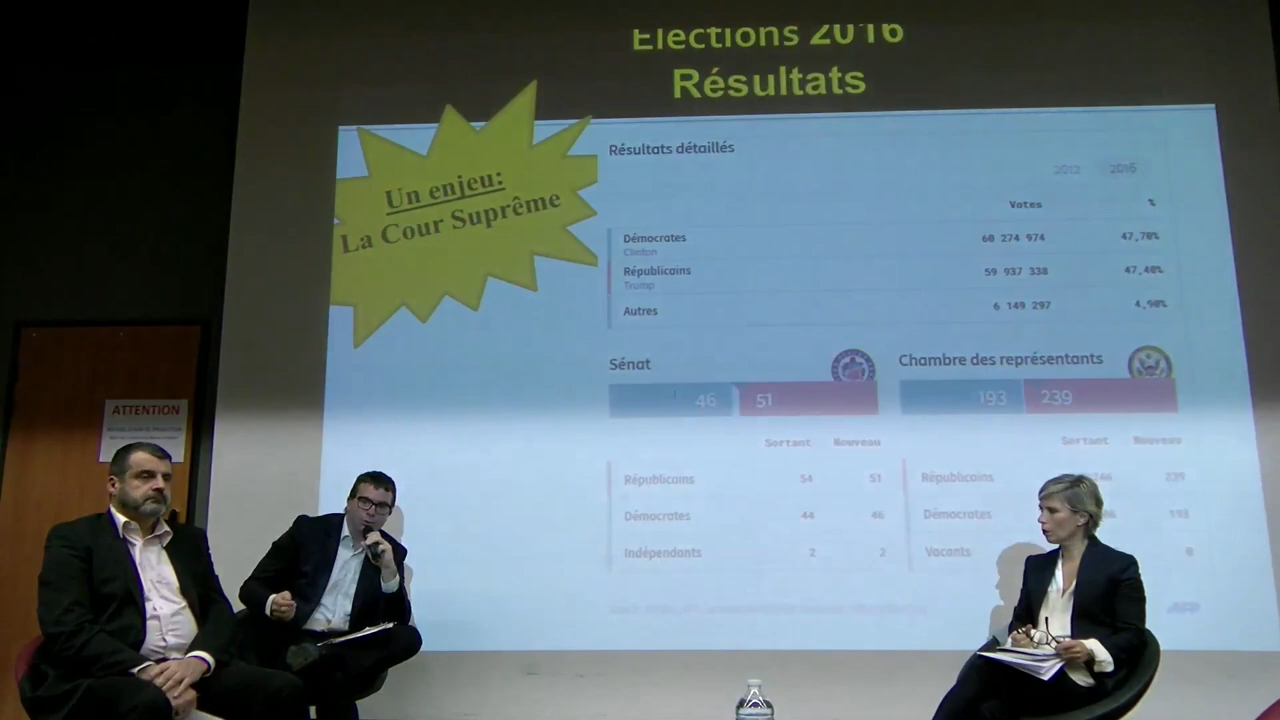 Elections 2016
Résultats
Un enjeu:
La Cour Suprême
Résultats détaillés
2012 2016
Votes %
Démocrates 60 274 974 47,70%
Clinton
Républicains 59 937 338 47,40%
Trump
Autres 6 149 297 4,90%
Sénat
46 51
Sortant Nouveau
Républicains 54 51
Démocrates 44 46
Indépendants 2 2
Chambre des représentants
193 239
Sortant Nouveau
Républicains 246 239
Démocrates 193
Vacants 0
AFP
ATTENTION